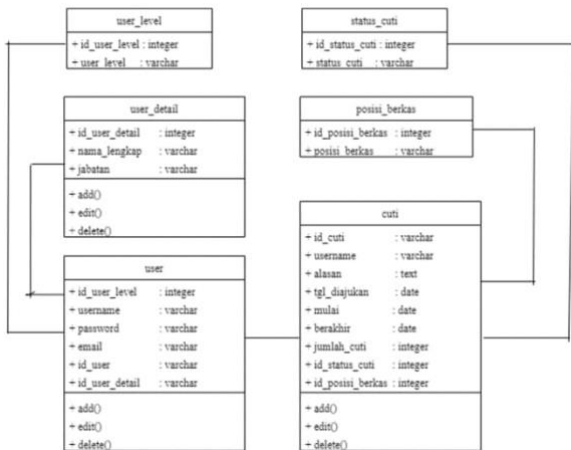 user_level
+ id_user_level : integer
+ user_level : varchar
status_cuti
+ id_status_cuti : integer
+ status_cuti : varchar
user_detail
+ id_user_detail : integer
+ nama_lengkap : varchar
+ jabatan : varchar
+ add()
+ edit()
+ delete()
posisi_berkas
+ id_posisi_berkas : integer
+ posisi_berkas : varchar
user
+ id_user_level : integer
+ username : varchar
+ password : varchar
+ email : varchar
+ id_user : varchar
+ id_user_detail : varchar
+ add()
+ edit()
+ delete()
cuti
+ id_cuti : varchar
+ username : varchar
+ alasan : text
+ tgl_diajukan : date
+ mulai : date
+ berakhir : date
+ jumlah_cuti : integer
+ id_status_cuti : integer
+ id_posisi_berkas : integer
+ add()
+ edit()
+ delete()